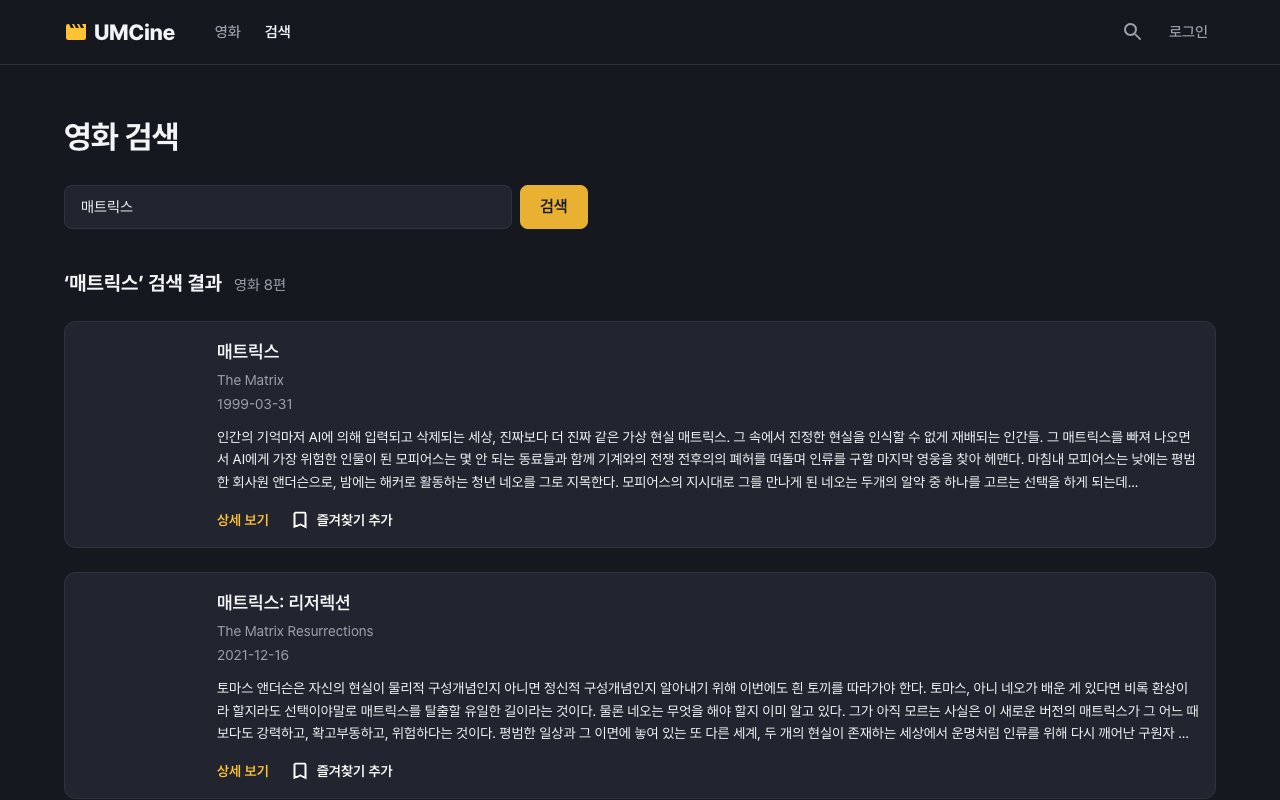 UMCine
영화
검색
로그인
영화 검색
매트릭스
검색
‘매트릭스’ 검색 결과 영화 8편
매트릭스
The Matrix
1999-03-31
인간의 기억마저 AI에 의해 입력되고 삭제되는 세상, 진짜보다 더 진짜 같은 가상 현실 매트릭스. 그 속에서 진정한 현실을 인식할 수 없게 재배되는 인간들. 그 매트릭스를 빠져 나오면
서 AI에게 가장 위험한 인물이 된 모피어스는 몇 안 되는 동료들과 함께 기계와의 전쟁 전후의의 폐허를 떠돌며 인류를 구할 마지막 영웅을 찾아 헤맨다. 마침내 모피어스는 낮에는 평범
한 회사원 앤더슨으로, 밤에는 해커로 활동하는 청년 네오를 그로 지목한다. 모피어스의 지시대로 그를 만나게 된 네오는 두개의 알약 중 하나를 고르는 선택을 하게 되는데...
상세 보기 즐겨찾기 추가
매트릭스: 리저렉션
The Matrix Resurrections
2021-12-16
토마스 앤더슨은 자신의 현실이 물리적 구성개념인지 아니면 정신적 구성개념인지 알아내기 위해 이번에도 흰 토끼를 따라가야 한다. 토마스, 아니 네오가 배운 게 있다면 비록 환상이
라 할지라도 선택이야말로 매트릭스를 탈출할 유일한 길이라는 것이다. 물론 네오는 무엇을 해야 할지 이미 알고 있다. 그가 아직 모르는 사실은 이 새로운 버전의 매트릭스가 그 어느 때
보다도 강력하고, 확고부동하고, 위험하다는 것이다. 평범한 일상과 그 이면에 놓여 있는 또 다른 세계, 두 개의 현실이 존재하는 세상에서 운명처럼 인류를 위해 다시 깨어난 구원자 ...
상세 보기 즐겨찾기 추가